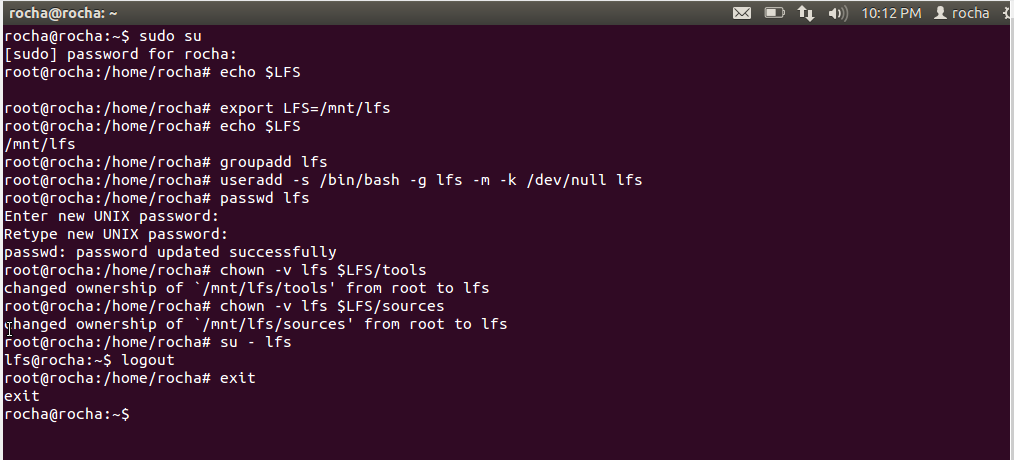 rocha@rocha: ~ 10:12 PM rocha
rocha@rocha:~$ sudo su
[sudo] password for rocha:
root@rocha:/home/rocha# echo $LFS
root@rocha:/home/rocha# export LFS=/mnt/lfs
root@rocha:/home/rocha# echo $LFS
/mnt/lfs
root@rocha:/home/rocha# groupadd lfs
root@rocha:/home/rocha# useradd -s /bin/bash -g lfs -m -k /dev/null lfs
root@rocha:/home/rocha# passwd lfs
Enter new UNIX password:
Retype new UNIX password:
passwd: password updated successfully
root@rocha:/home/rocha# chown -v lfs $LFS/tools
changed ownership of `/mnt/lfs/tools' from root to lfs
root@rocha:/home/rocha# chown -v lfs $LFS/sources
changed ownership of `/mnt/lfs/sources' from root to lfs
root@rocha:/home/rocha# su - lfs
lfs@rocha:~$ logout
root@rocha:/home/rocha# exit
exit
rocha@rocha:~$